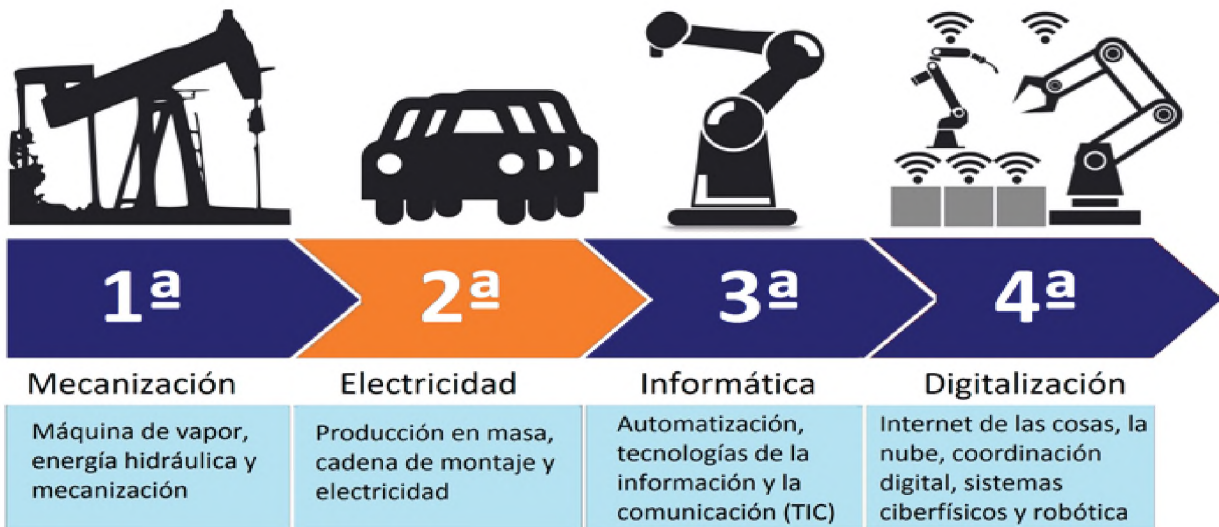 1ª
2ª
3ª
4ª
Mecanización
Electricidad
Informática
Digitalización
Máquina de vapor,
energía hidráulica y
mecanización
Producción en masa,
cadena de montaje y
electricidad
Automatización,
tecnologías de la
información y la
comunicación (TIC)
Internet de las cosas, la
nube, coordinación
digital, sistemas
ciberfísicos y robótica